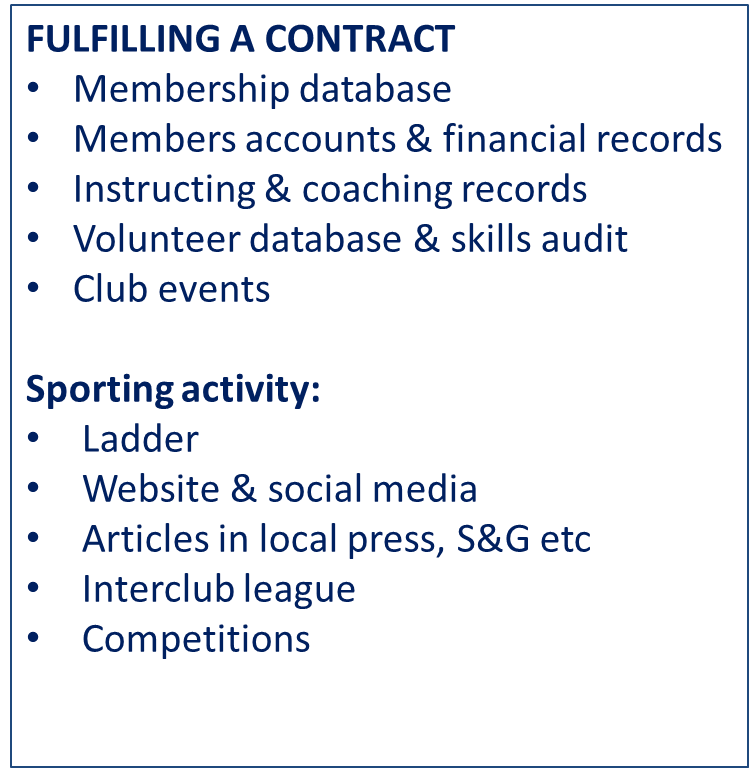 FULFILLING A CONTRACT
• Membership database
• Members accounts & financial records
• Instructing & coaching records
• Volunteer database & skills audit
• Club events
Sporting activity:
• Ladder
• Website & social media
• Articles in local press, S&G etc
• Interclub league
• Competitions